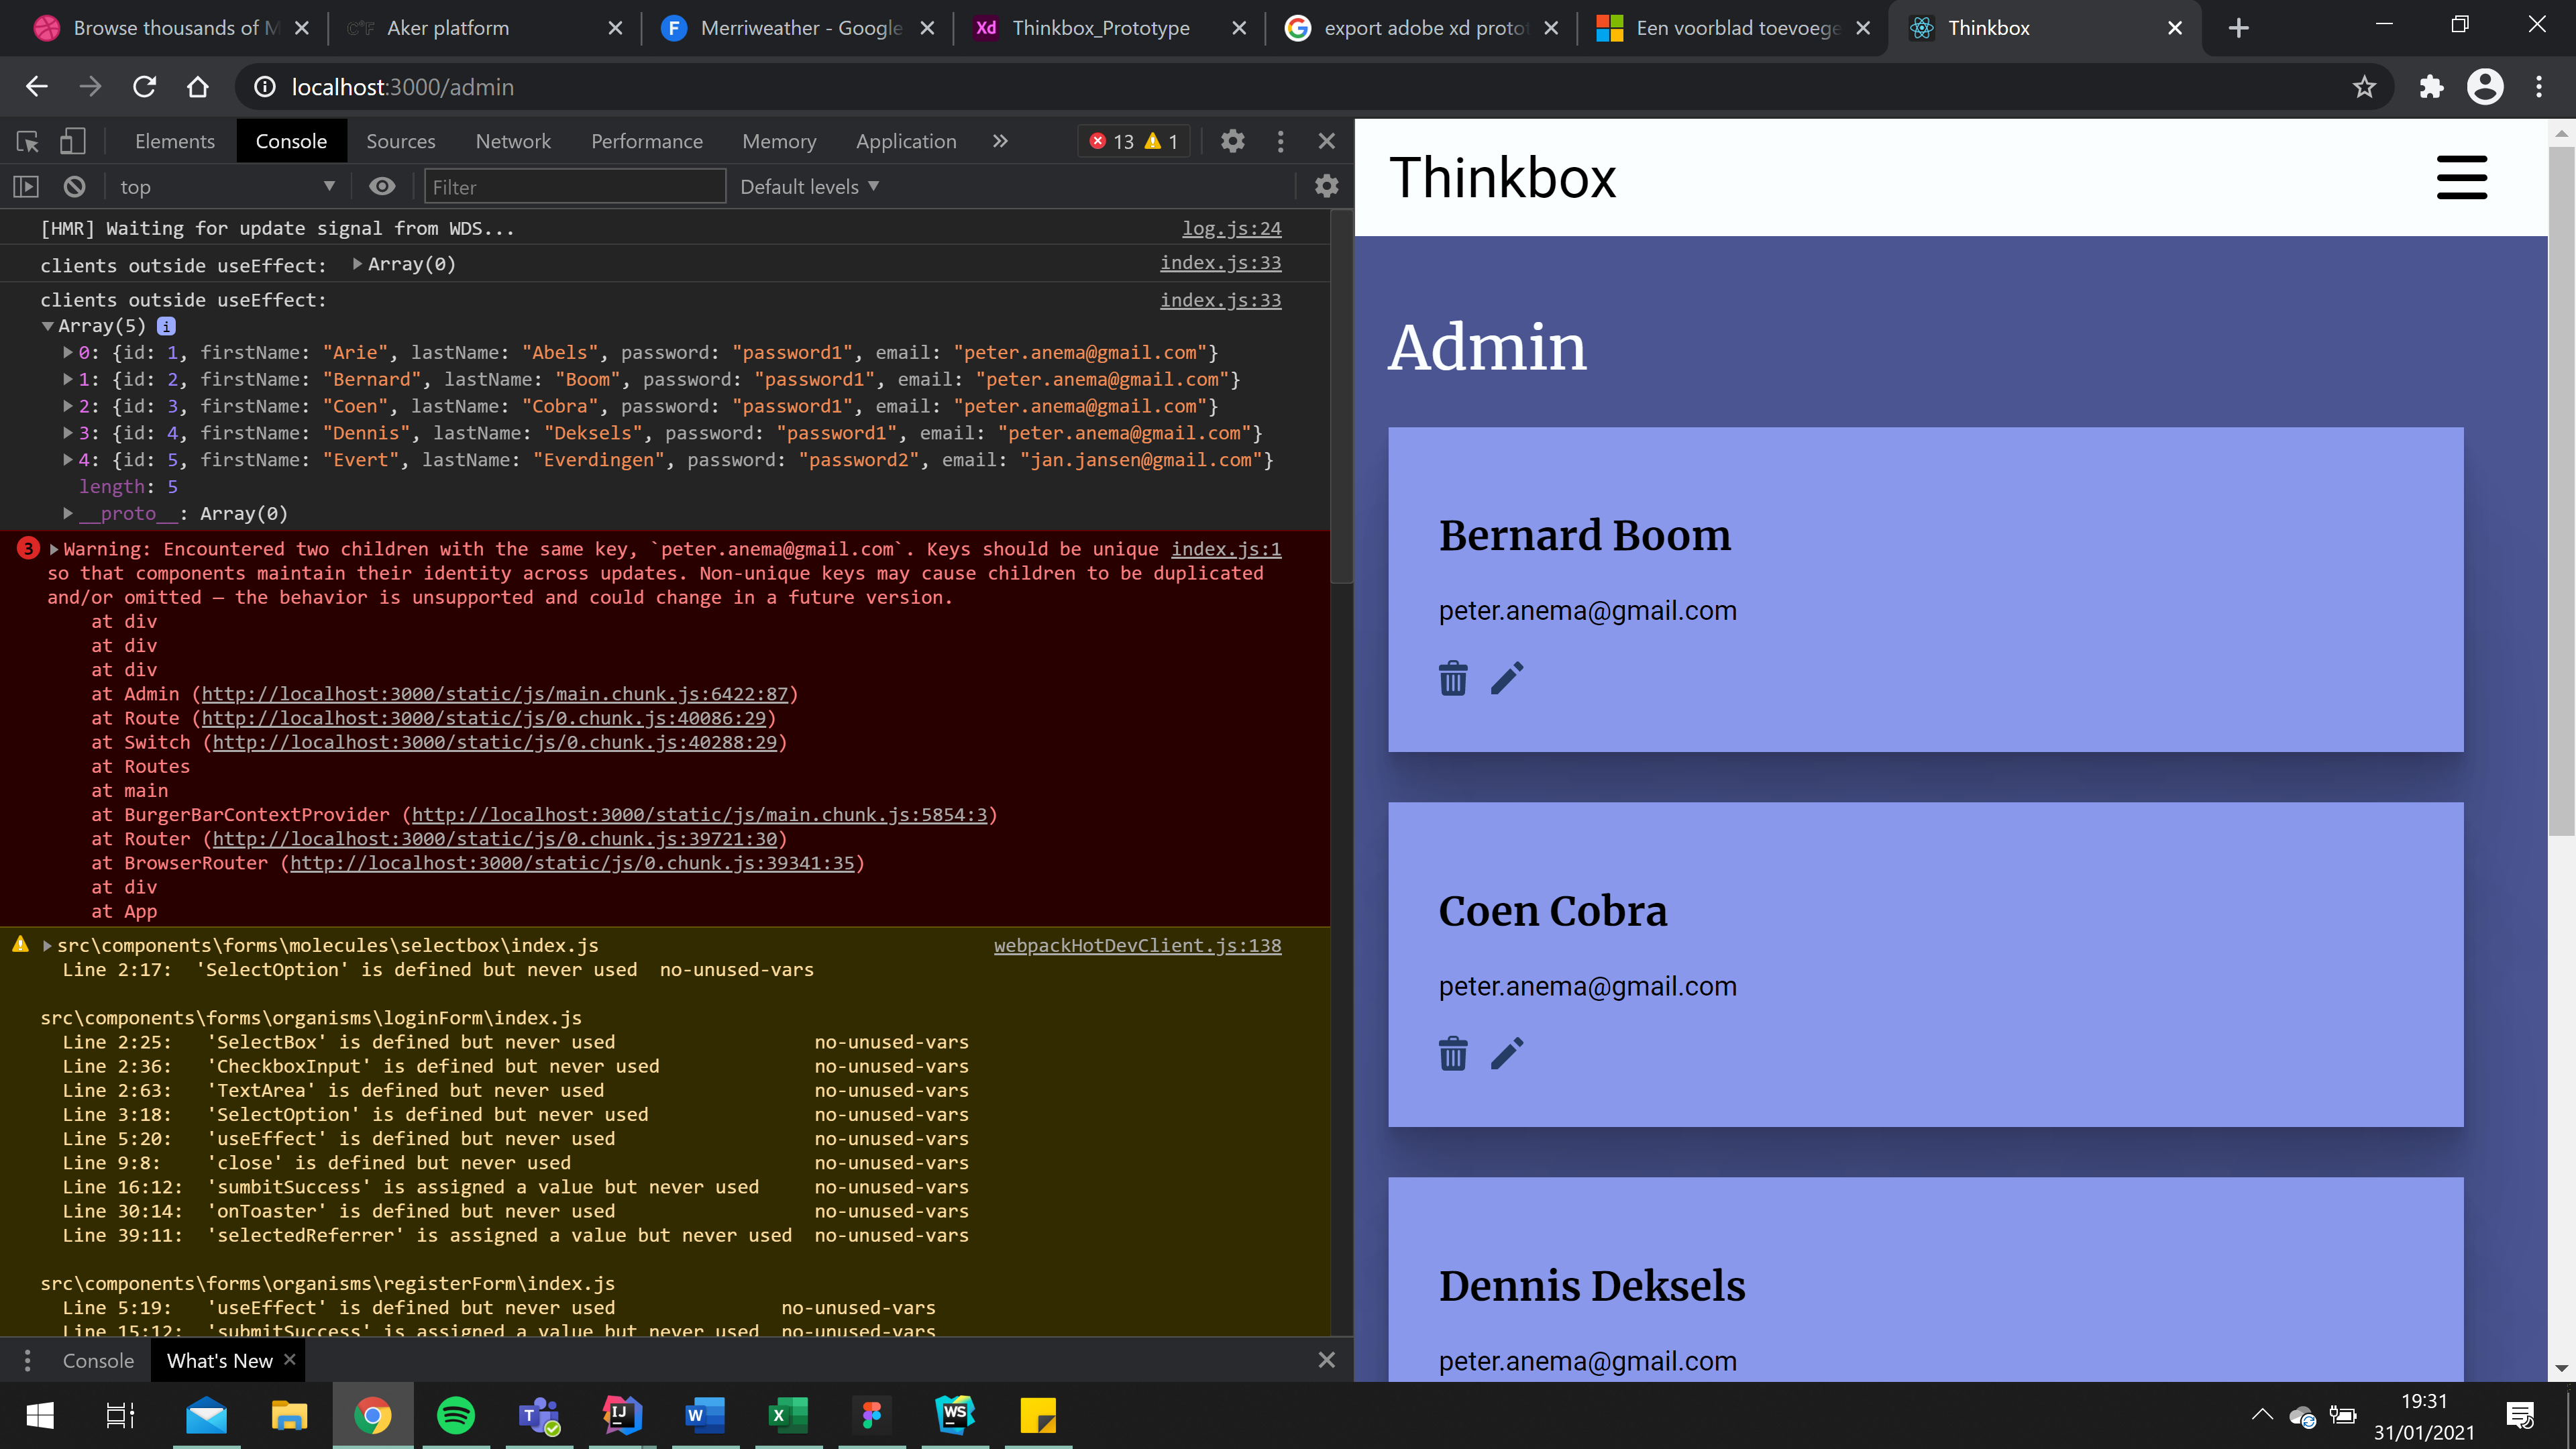 Browse thousands of M
Aker platform
Merriweather - Google
Xd Thinkbox_Prototype
export adobe xd protot
Een voorblad toevoege
Thinkbox
localhost:3000/admin
Elements Console Sources Network Performance Memory Application » 13 1
top Filter Default levels ▼
[HMR] Waiting for update signal from WDS... log.js:24
clients outside useEffect: ▶Array(0) index.js:33
clients outside useEffect: index.js:33
▼Array(5) i
▶0: {id: 1, firstName: "Arie", lastName: "Abels", password: "password1", email: "peter.anema@gmail.com"}
▶1: {id: 2, firstName: "Bernard", lastName: "Boom", password: "password1", email: "peter.anema@gmail.com"}
▶2: {id: 3, firstName: "Coen", lastName: "Cobra", password: "password1", email: "peter.anema@gmail.com"}
▶3: {id: 4, firstName: "Dennis", lastName: "Deksels", password: "password1", email: "peter.anema@gmail.com"}
▶4: {id: 5, firstName: "Evert", lastName: "Everdingen", password: "password2", email: "jan.jansen@gmail.com"}
length: 5
▶__proto__: Array(0)
3 ▶Warning: Encountered two children with the same key, `peter.anema@gmail.com`. Keys should be unique index.js:1
so that components maintain their identity across updates. Non-unique keys may cause children to be duplicated
and/or omitted — the behavior is unsupported and could change in a future version.
at div
at div
at div
at Admin (http://localhost:3000/static/js/main.chunk.js:6422:87)
at Route (http://localhost:3000/static/js/0.chunk.js:40086:29)
at Switch (http://localhost:3000/static/js/0.chunk.js:40288:29)
at Routes
at main
at BurgerBarContextProvider (http://localhost:3000/static/js/main.chunk.js:5854:3)
at Router (http://localhost:3000/static/js/0.chunk.js:39721:30)
at BrowserRouter (http://localhost:3000/static/js/0.chunk.js:39341:35)
at div
at App
▶src\components\forms\molecules\selectbox\index.js webpackHotDevClient.js:138
Line 2:17: 'SelectOption' is defined but never used no-unused-vars
src\components\forms\organisms\loginForm\index.js
Line 2:25: 'SelectBox' is defined but never used no-unused-vars
Line 2:36: 'CheckboxInput' is defined but never used no-unused-vars
Line 2:63: 'TextArea' is defined but never used no-unused-vars
Line 3:18: 'SelectOption' is defined but never used no-unused-vars
Line 5:20: 'useEffect' is defined but never used no-unused-vars
Line 9:8: 'close' is defined but never used no-unused-vars
Line 16:12: 'sumbitSuccess' is assigned a value but never used no-unused-vars
Line 30:14: 'onToaster' is defined but never used no-unused-vars
Line 39:11: 'selectedReferrer' is assigned a value but never used no-unused-vars
src\components\forms\organisms\registerForm\index.js
Line 5:19: 'useEffect' is defined but never used no-unused-vars
Line 15:12: 'submitSuccess' is assigned a value but never used no-unused-vars
Console What's New
Thinkbox
Admin
Bernard Boom
peter.anema@gmail.com
Coen Cobra
peter.anema@gmail.com
Dennis Deksels
peter.anema@gmail.com
19:31
31/01/2021